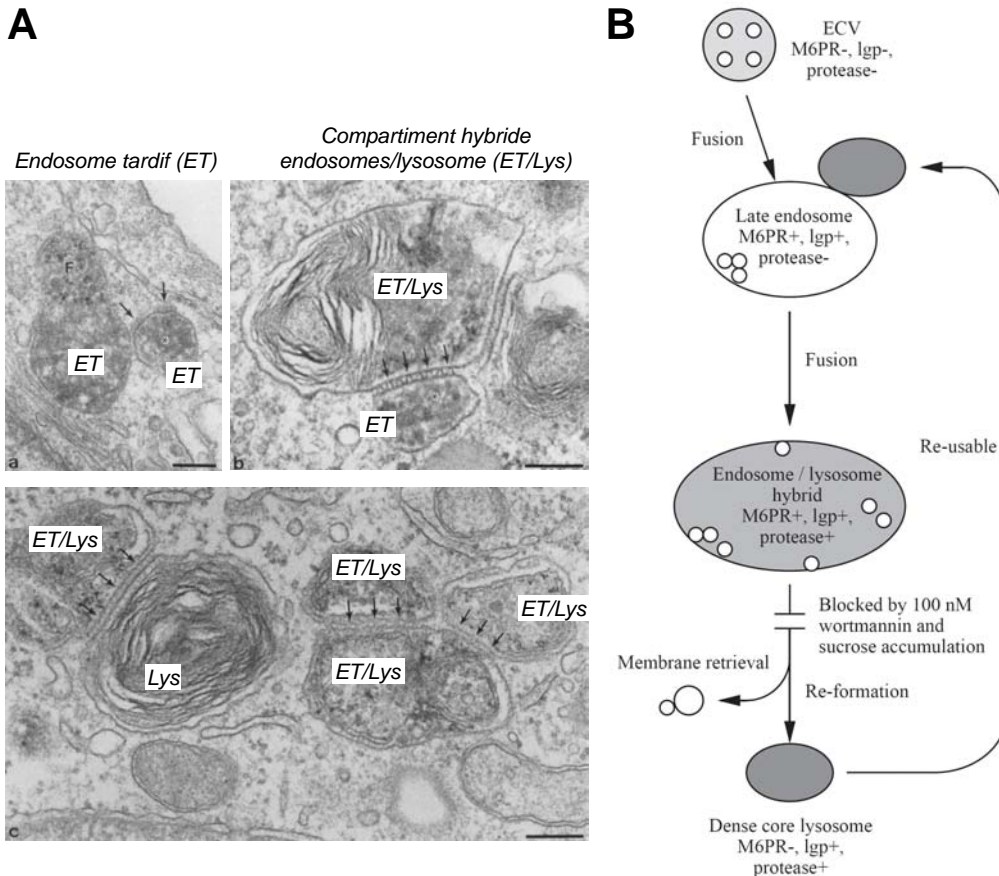 A
Endosome tardif (ET)
Compartiment hybride
endosomes/lysosome (ET/Lys)
F
ET
ET
a
ET/Lys
ET
b
ET/Lys
Lys
ET/Lys
ET/Lys
ET/Lys
c
B
ECV
M6PR-, lgp-,
protease-
Fusion
Late endosome
M6PR+, lgp+,
protease-
Fusion
Re-usable
Endosome / lysosome
hybrid
M6PR+, lgp+,
protease+
Blocked by 100 nM
wortmannin and
sucrose accumulation
Membrane retrieval
Re-formation
Dense core lysosome
M6PR-, lgp+,
protease+